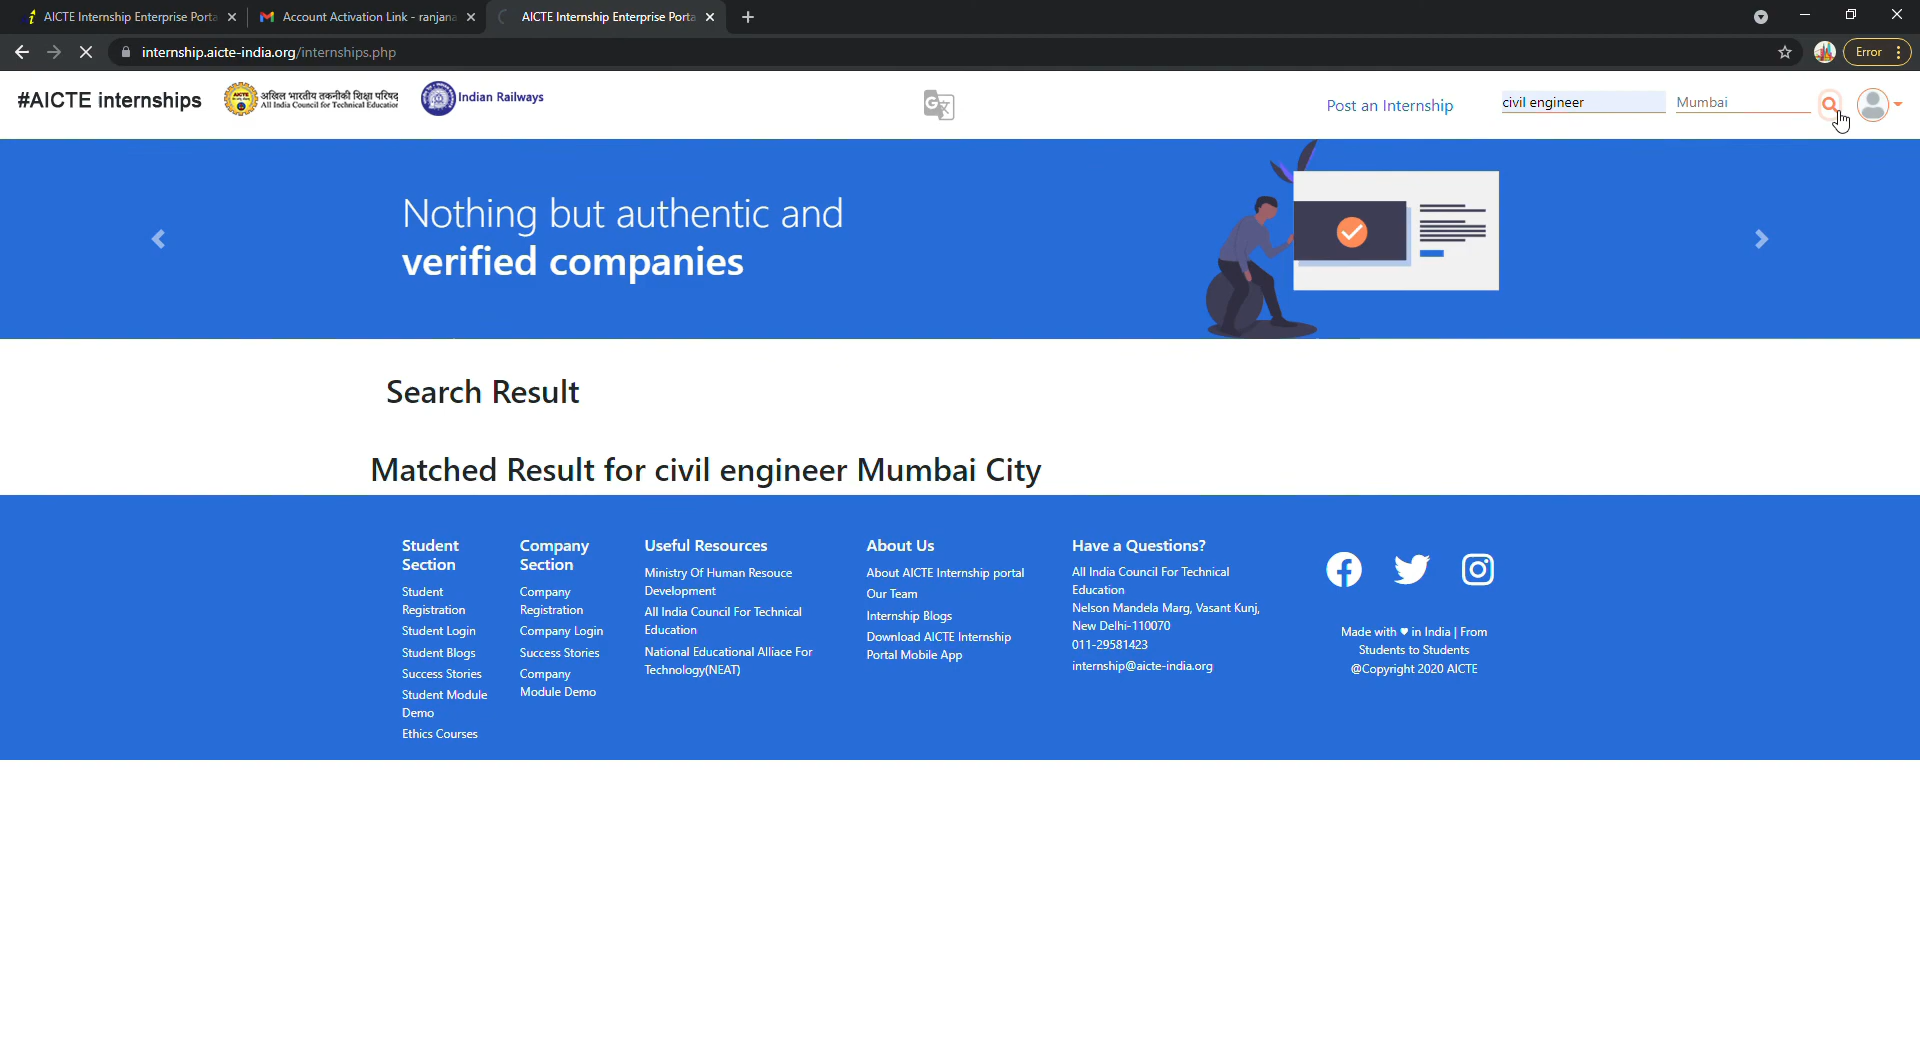 AICTE Internship Enterprise Porta
Account Activation Link - ranjana
AICTE Internship Enterprise Porta
internship.aicte-india.org/internships.php
Error
#AICTE internships
AICTE
अखिल भारतीय तकनीकी शिक्षा परिषद
All India Council for Technical Education
Indian Railways
Post an Internship
civil engineer
Mumbai
Nothing but authentic and
verified companies
Search Result
Matched Result for civil engineer Mumbai City
Student
Section
Student
Registration
Student Login
Student Blogs
Success Stories
Student Module
Demo
Ethics Courses
Company
Section
Company
Registration
Company Login
Success Stories
Company
Module Demo
Useful Resources
Ministry Of Human Resouce
Development
All India Council For Technical
Education
National Educational Alliace For
Technology(NEAT)
About Us
About AICTE Internship portal
Our Team
Internship Blogs
Download AICTE Internship
Portal Mobile App
Have a Questions?
All India Council For Technical
Education
Nelson Mandela Marg, Vasant Kunj,
New Delhi-110070
011-29581423
internship@aicte-india.org
Made with ♥ in India | From
Students to Students
@Copyright 2020 AICTE